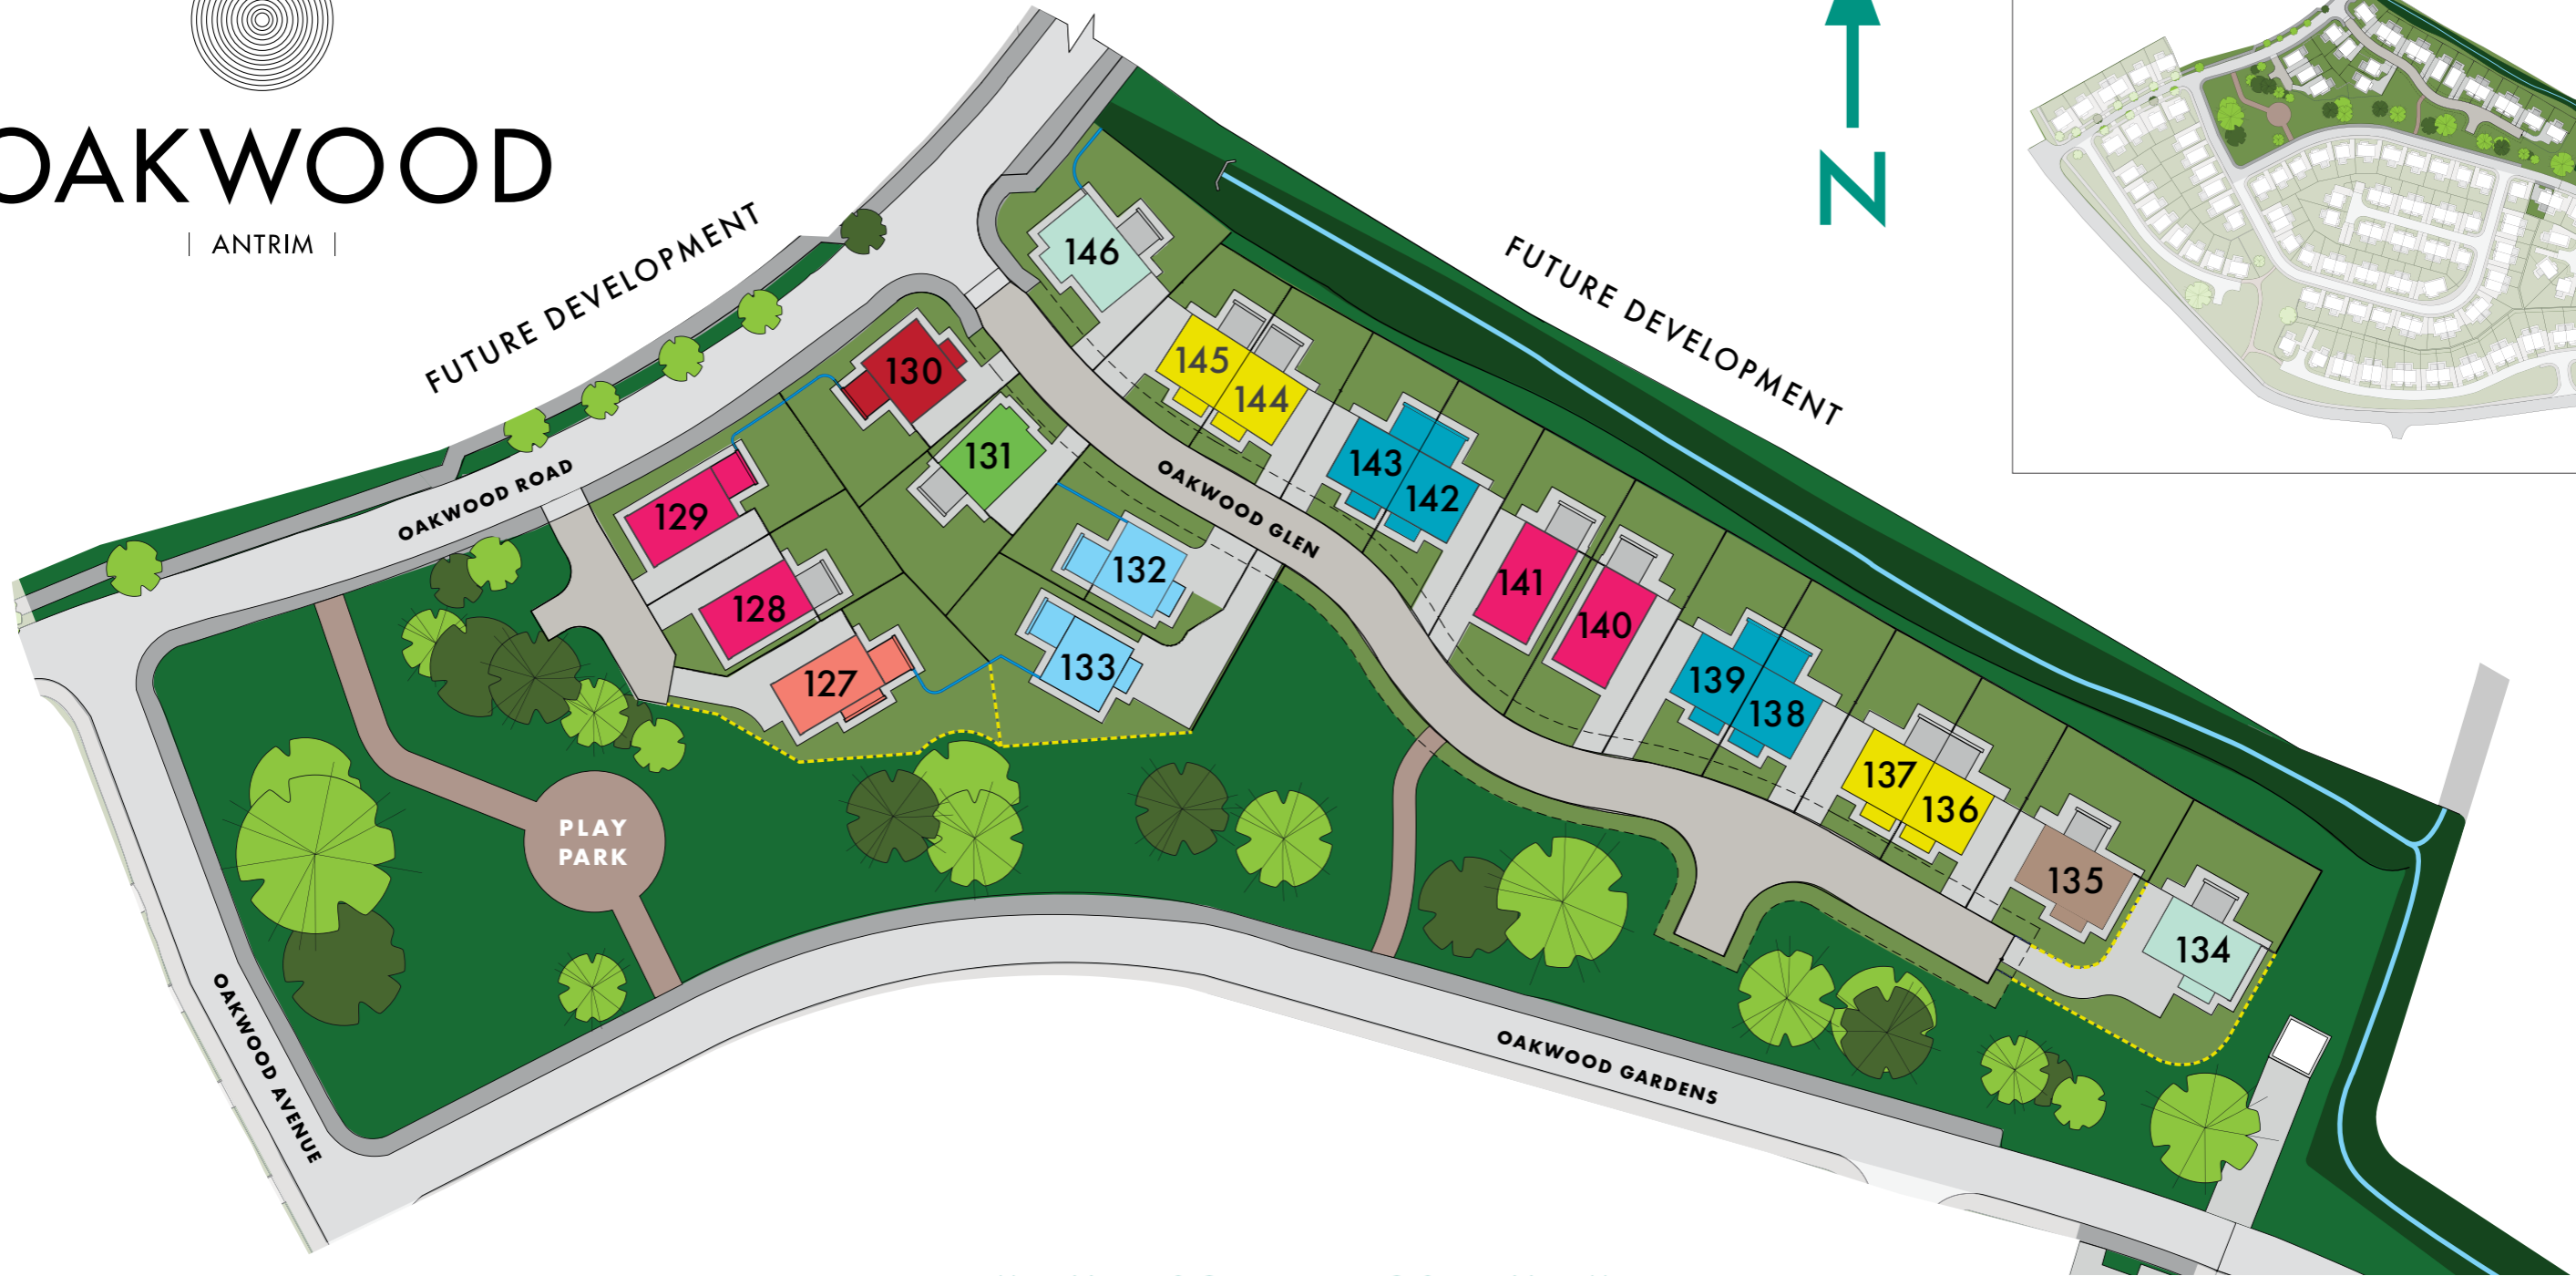 OAKWOOD
| ANTRIM |
N
FUTURE DEVELOPMENT
FUTURE DEVELOPMENT
OAKWOOD ROAD
OAKWOOD GLEN
OAKWOOD AVENUE
OAKWOOD GARDENS
PLAY
PARK
146
145
144
143
142
141
140
139
138
137
136
135
134
130
131
132
133
129
128
127